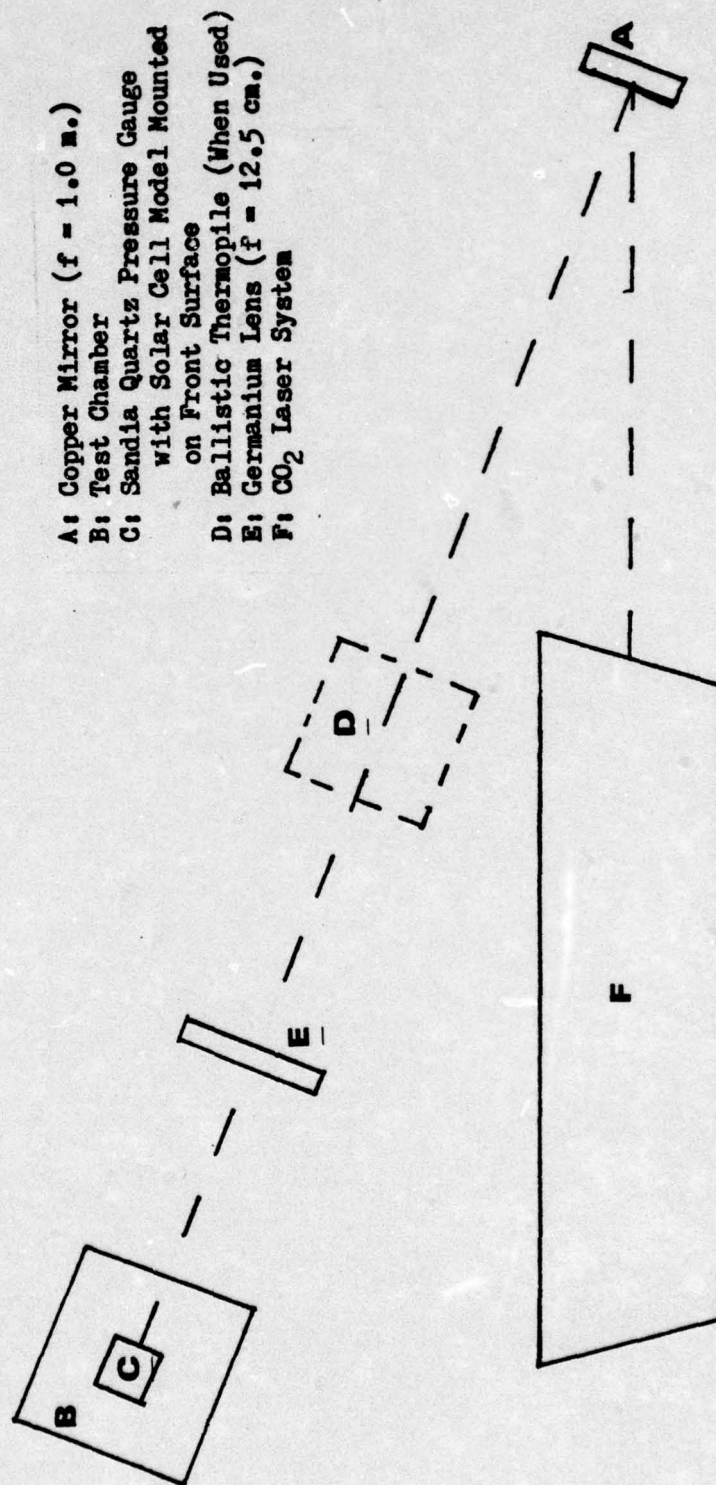 A: Copper Mirror (f = 1.0 m.)
B: Test Chamber
C: Sandia Quartz Pressure Gauge
with Solar Cell Model Mounted
on Front Surface
D: Ballistic Thermopile (When Used)
E: Germanium Lens (f = 12.5 cm.)
F: CO2 Laser System
B
C
E
D
F
A